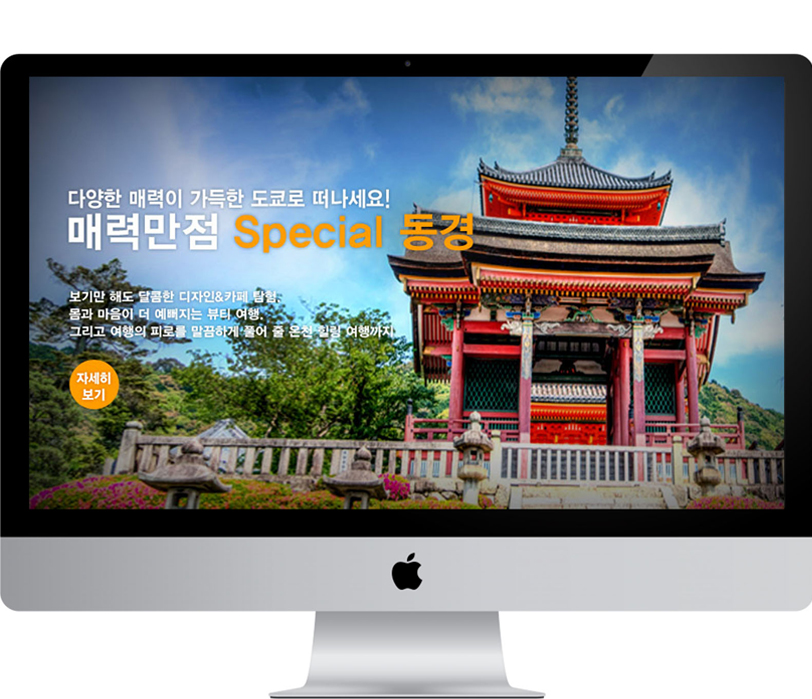 다양한 매력이 가득한 도쿄로 떠나세요!
매력만점 Special 동경
보기만 해도 달콤한 디자인&카페 탐험,
몸과 마음이 더 예뻐지는 뷰티 여행,
그리고 여행의 피로를 말끔하게 풀어 줄 온천 힐링 여행까지
자세히
보기